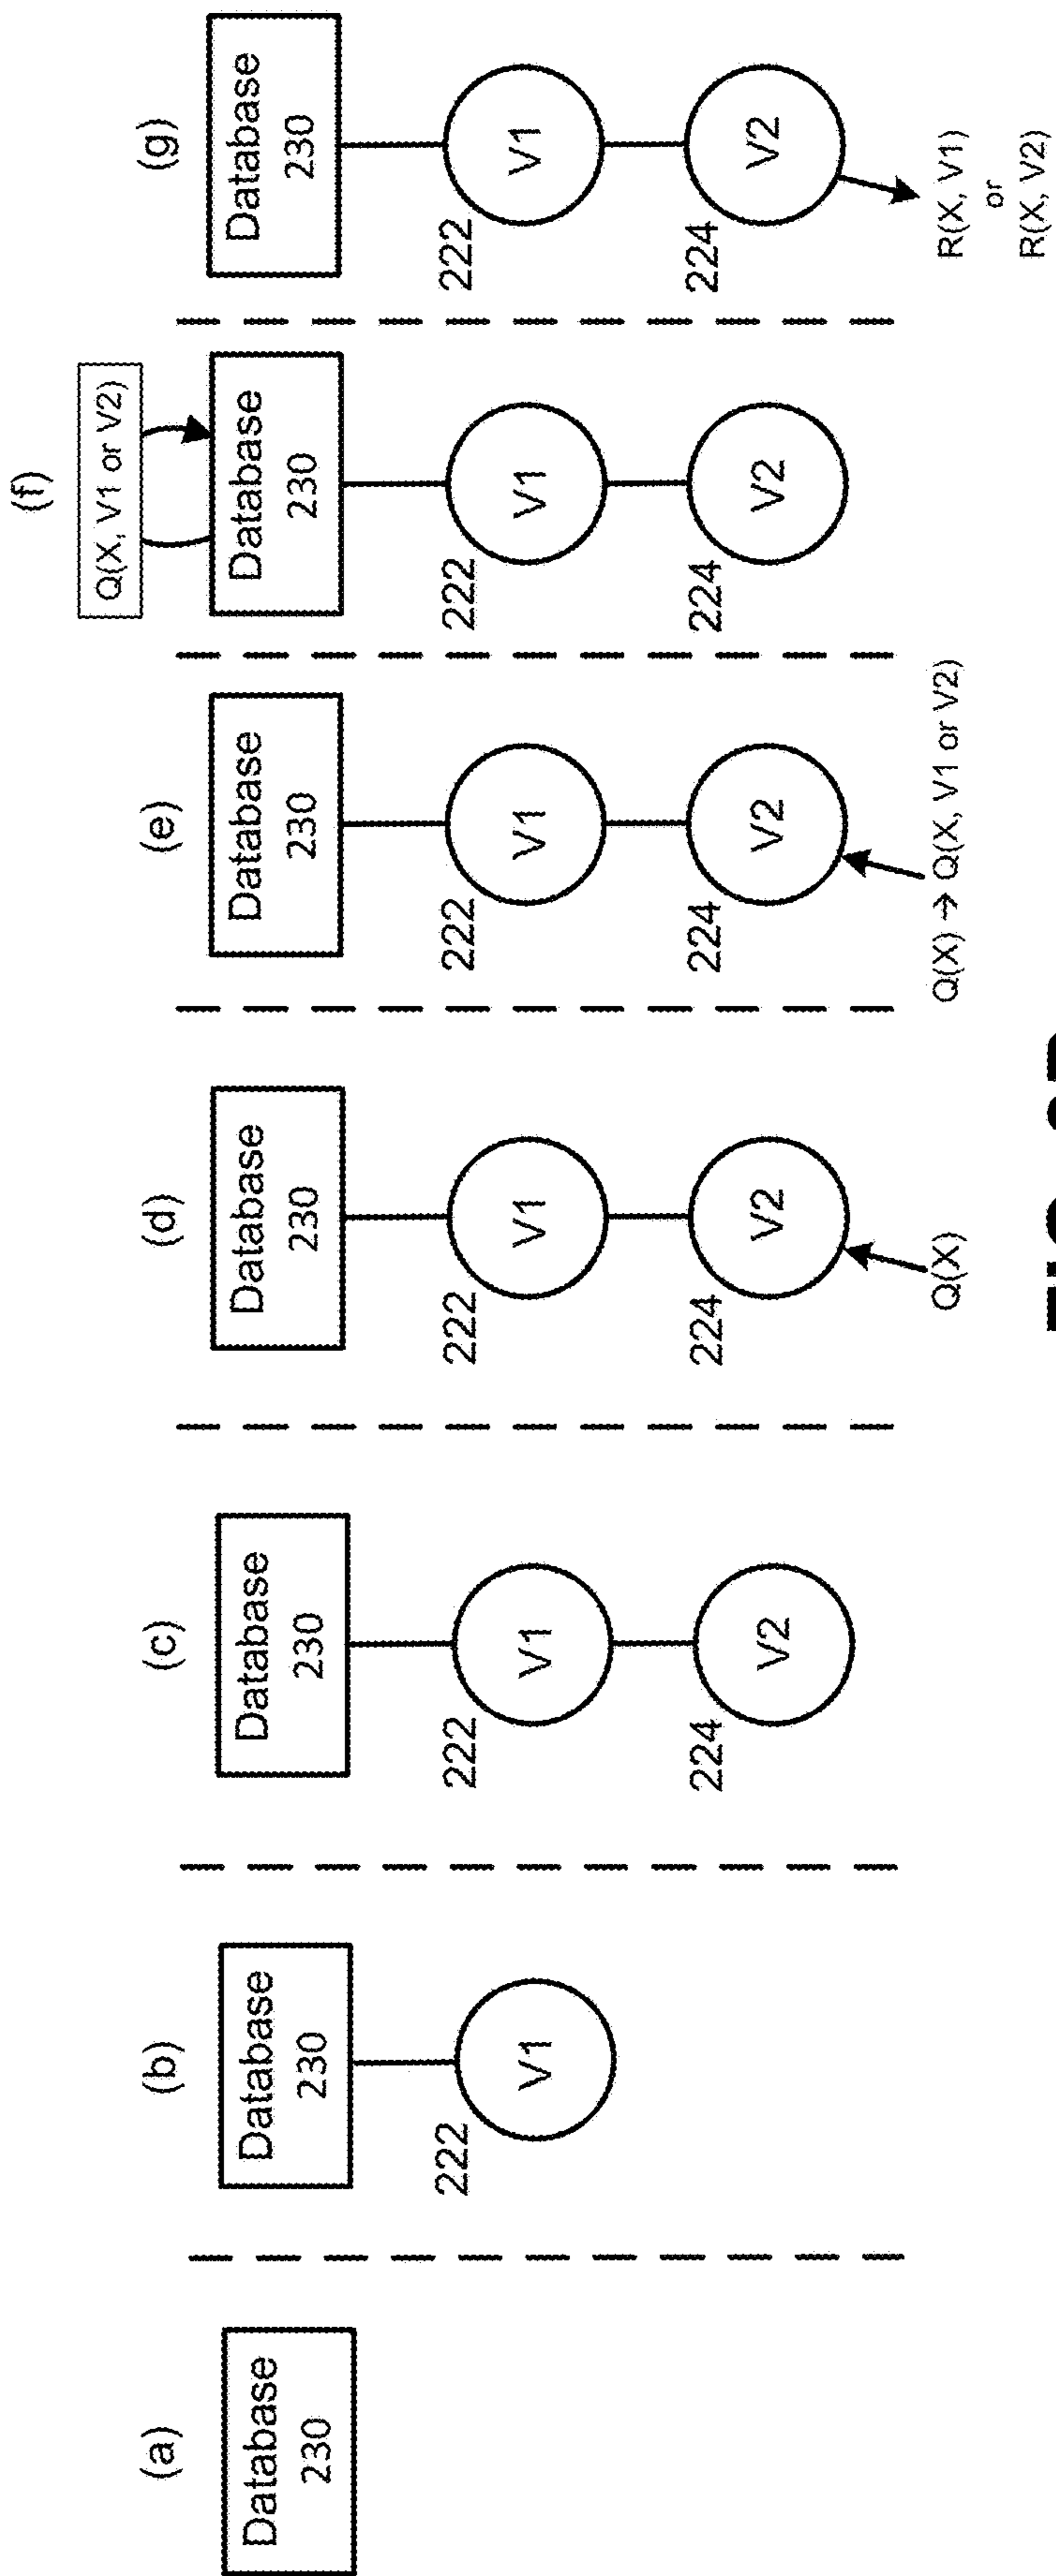 (a)
Database
230
(b)
Database
230
222
V1
(c)
Database
230
222
V1
224
V2
(d)
Database
230
222
V1
224
V2
Q(X)
(e)
Database
230
222
V1
224
V2
Q(X) → Q(X, V1 or V2)
(f)
Q(X, V1 or V2)
Database
230
222
V1
224
V2
(g)
Database
230
222
V1
224
V2
R(X, V1)
or
R(X, V2)